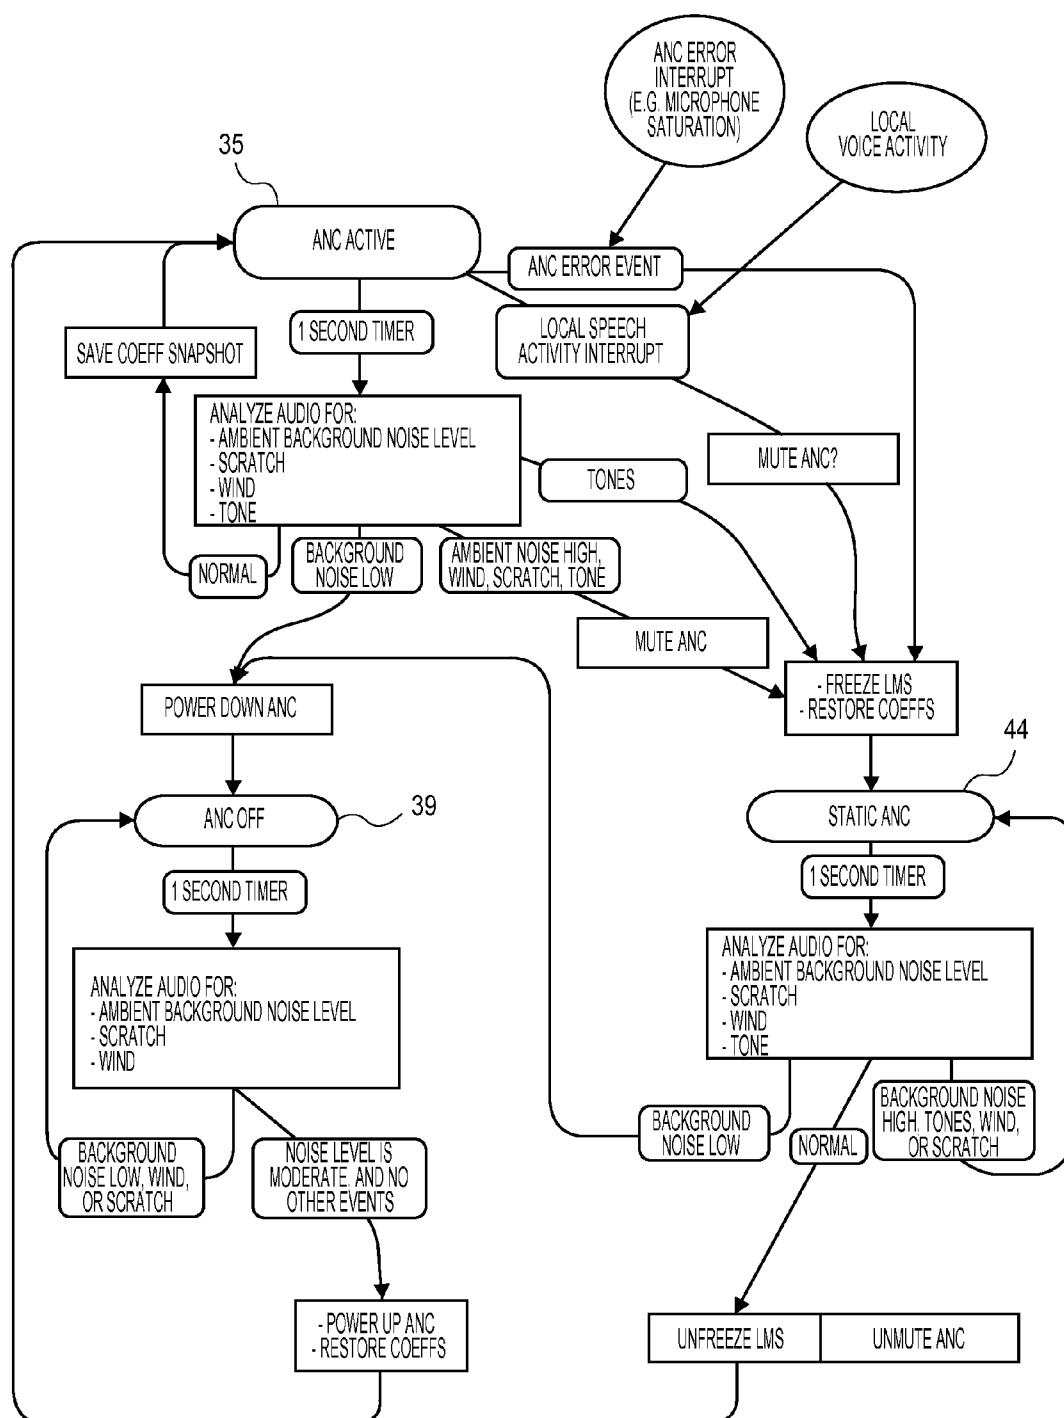 ANC ERROR
INTERRUPT
(E.G. MICROPHONE
SATURATION)
LOCAL
VOICE ACTIVITY
35
ANC ACTIVE
ANC ERROR EVENT
1 SECOND TIMER
LOCAL SPEECH
ACTIVITY INTERRUPT
SAVE COEFF SNAPSHOT
ANALYZE AUDIO FOR:
- AMBIENT BACKGROUND NOISE LEVEL
- SCRATCH
- WIND
- TONE
TONES
MUTE ANC?
NORMAL
BACKGROUND
NOISE LOW
AMBIENT NOISE HIGH,
WIND, SCRATCH, TONE
MUTE ANC
POWER DOWN ANC
- FREEZE LMS
- RESTORE COEFFS
44
ANC OFF
39
STATIC ANC
1 SECOND TIMER
1 SECOND TIMER
ANALYZE AUDIO FOR:
- AMBIENT BACKGROUND NOISE LEVEL
- SCRATCH
- WIND
ANALYZE AUDIO FOR:
- AMBIENT BACKGROUND NOISE LEVEL
- SCRATCH
- WIND
- TONE
BACKGROUND
NOISE LOW, WIND,
OR SCRATCH
NOISE LEVEL IS
MODERATE. AND NO
OTHER EVENTS
BACKGROUND
NOISE LOW
NORMAL
BACKGROUND NOISE
HIGH, TONES, WIND,
OR SCRATCH
- POWER UP ANC
- RESTORE COEFFS
UNFREEZE LMS
UNMUTE ANC